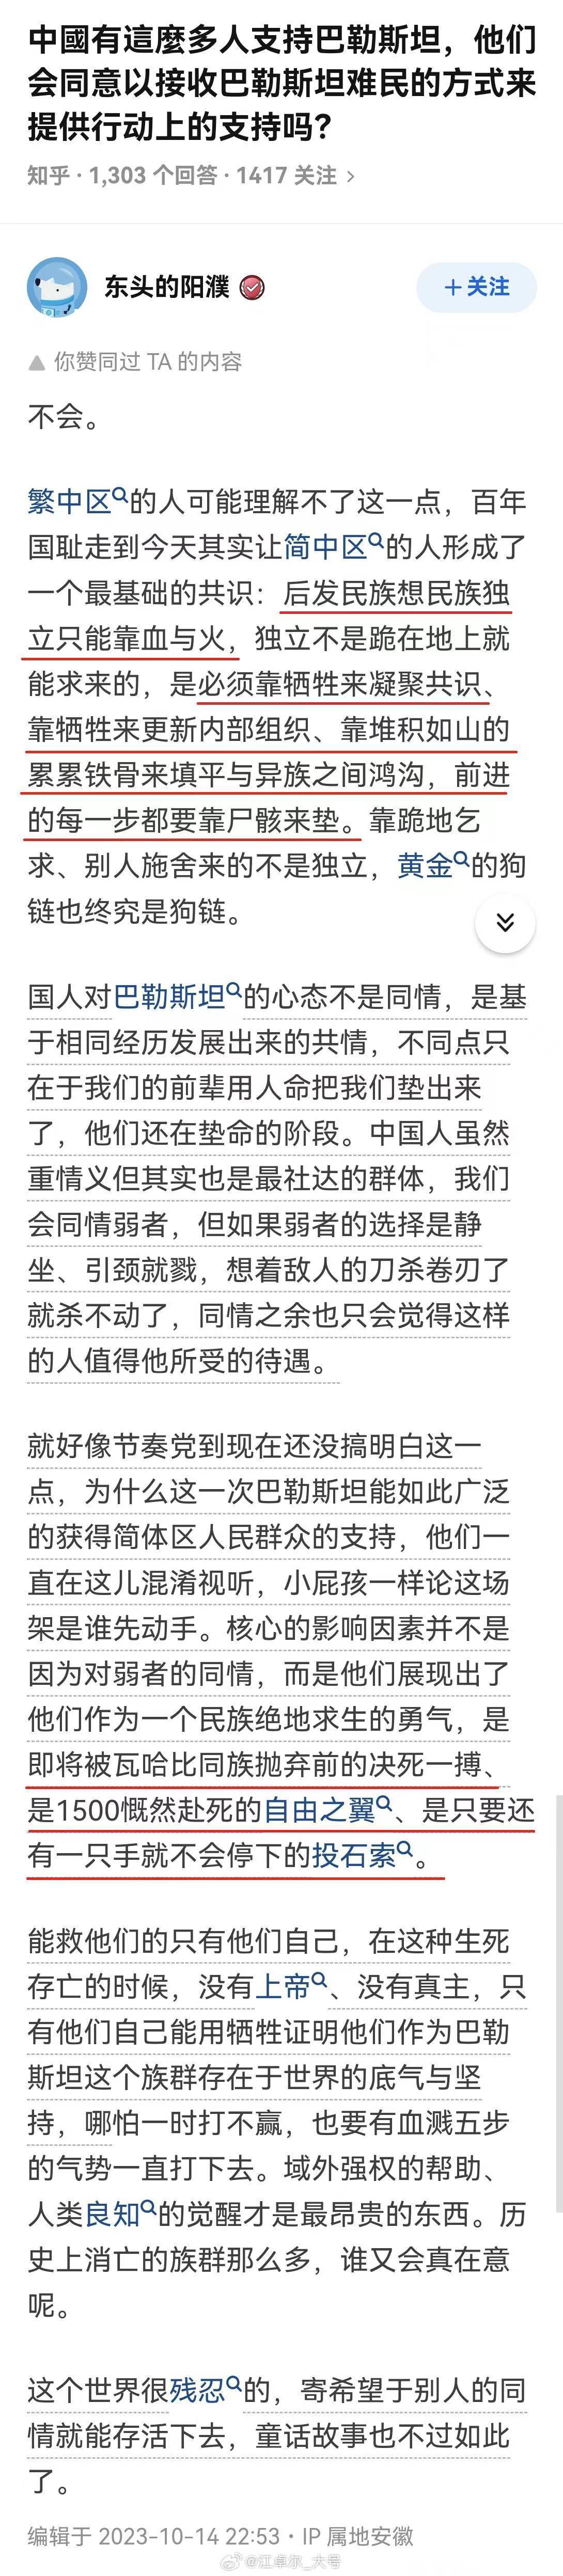 中國有這麼多人支持巴勒斯坦，他们
会同意以接收巴勒斯坦难民的方式来
提供行动上的支持吗？
知乎 · 1,303 个回答 · 1417 关注 >
东头的阳濮
+关注
你赞同过 TA 的内容
不会。
繁中区的人可能理解不了这一点，百年
国耻走到今天其实让简中区的人形成了
一个最基础的共识：后发民族想民族独
立只能靠血与火，独立不是跪在地上就
能求来的，是必须靠牺牲来凝聚共识、
靠牺牲来更新内部组织、靠堆积如山的
累累铁骨来填平与异族之间鸿沟，前进
的每一步都要靠尸骸来垫。靠跪地乞
求、别人施舍来的不是独立，黄金的狗
链也终究是狗链。
国人对巴勒斯坦的心态不是同情，是基
于相同经历发展出来的共情，不同点只
在于我们的前辈用人命把我们垫出来
了，他们还在垫命的阶段。中国人虽然
重情义但其实也是最社达的群体，我们
会同情弱者，但如果弱者的选择是静
坐、引颈就戮，想着敌人的刀杀卷刃了
就杀不动了，同情之余也只会觉得这样
的人值得他所受的待遇。
就好像节奏党到现在还没搞明白这一
点，为什么这一次巴勒斯坦能如此广泛
的获得简体区人民群众的支持，他们一
直在这儿混淆视听，小屁孩一样论这场
架是谁先动手。核心的影响因素并不是
因为对弱者的同情，而是他们展现出了
他们作为一个民族绝地求生的勇气，是
即将被瓦哈比同族抛弃前的决死一搏、
是1500慨然赴死的自由之翼、是只要还
有一只手就不会停下的投石索。
能救他们的只有他们自己，在这种生死
存亡的时候，没有上帝、没有真主，只
有他们自己能用牺牲证明他们作为巴勒
斯坦这个族群存在于世界的底气与坚
持，哪怕一时打不赢，也要有血溅五步
的气势一直打下去。域外强权的帮助、
人类良知的觉醒才是最昂贵的东西。历
史上消亡的族群那么多，谁又会真在意
呢。
这个世界很残忍的，寄希望于别人的同
情就能存活下去，童话故事也不过如此
了。
编辑于 2023-10-14 22:53 · IP 属地安徽
@江卓尔_大号